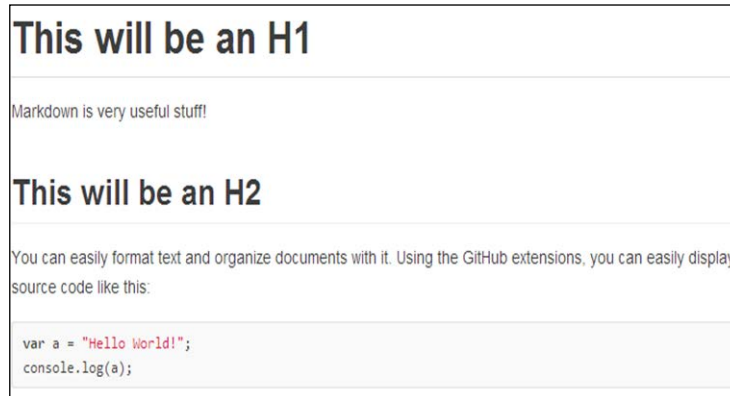 This will be an H1
Markdown is very useful stuff!
This will be an H2
You can easily format text and organize documents with it. Using the GitHub extensions, you can easily display
source code like this:
var a = "Hello World!";
console.log(a);